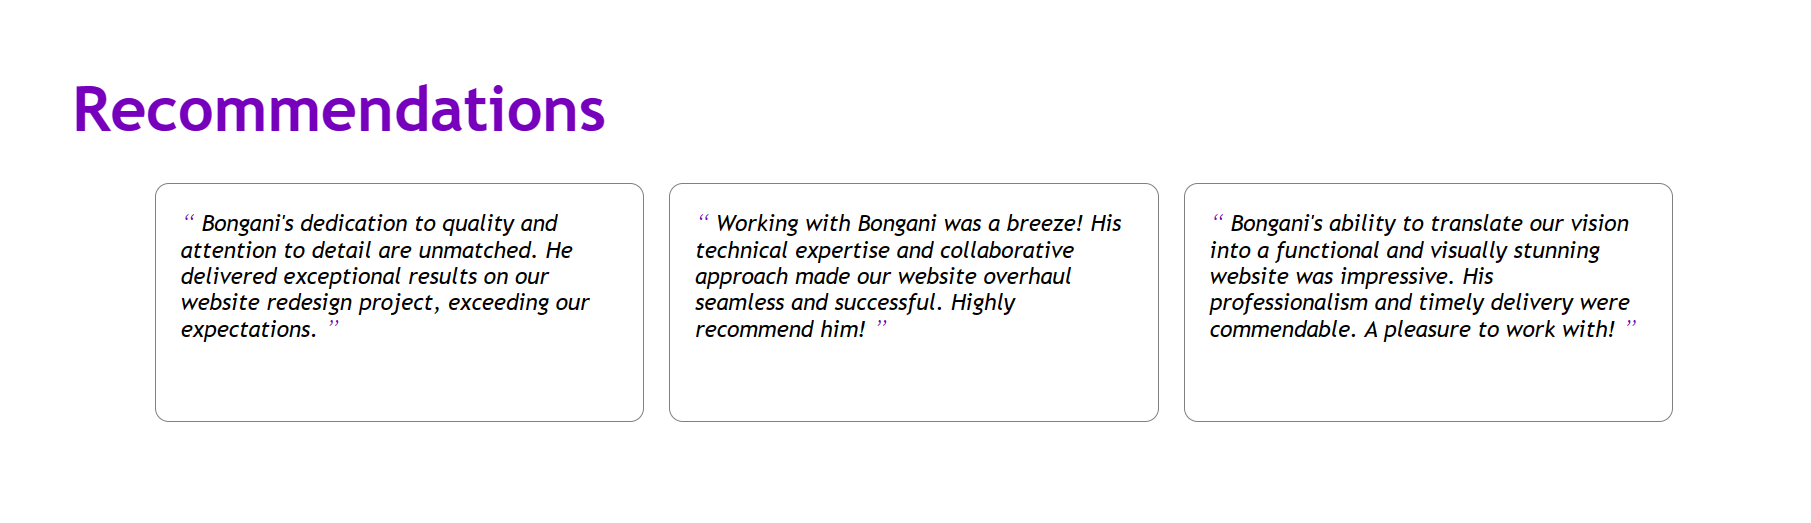 Recommendations
“ Bongani's dedication to quality and
attention to detail are unmatched. He
delivered exceptional results on our
website redesign project, exceeding our
expectations. ”
“ Working with Bongani was a breeze! His
technical expertise and collaborative
approach made our website overhaul
seamless and successful. Highly
recommend him! ”
“ Bongani's ability to translate our vision
into a functional and visually stunning
website was impressive. His
professionalism and timely delivery were
commendable. A pleasure to work with! ”